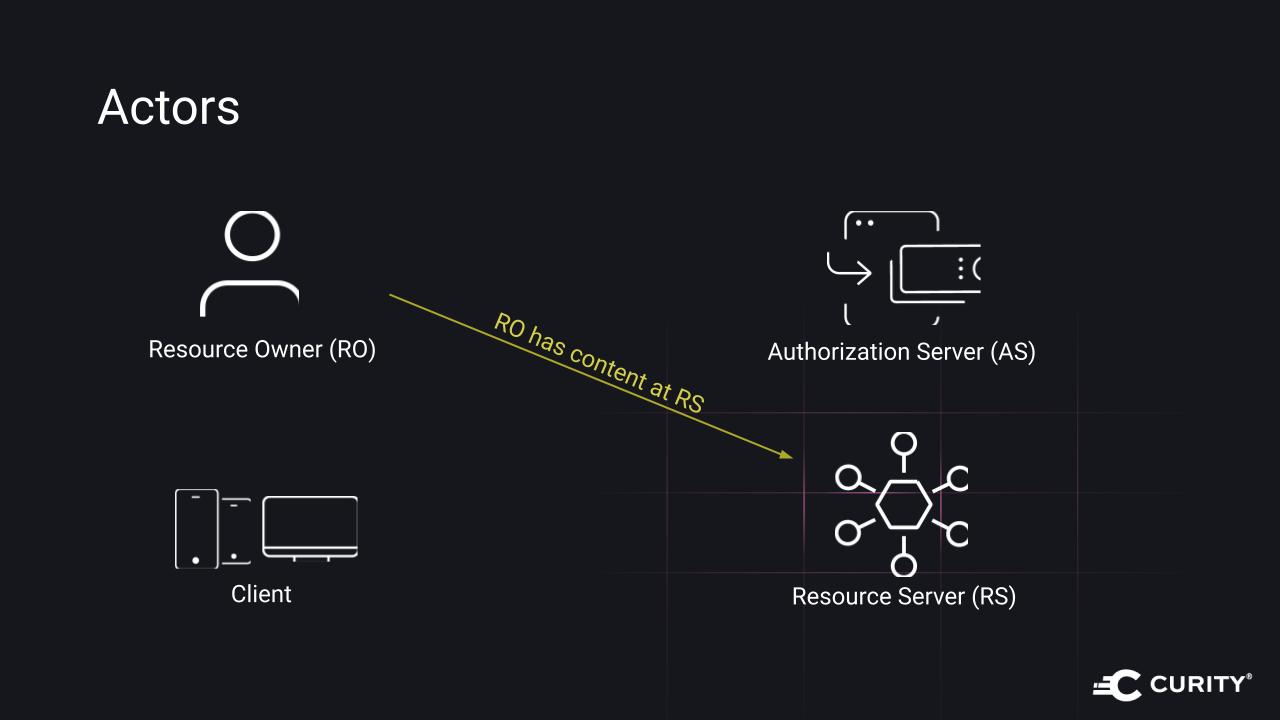 Actors
Resource Owner (RO)
Authorization Server (AS)
RO has content at RS
Client
Resource Server (RS)
CURITY®